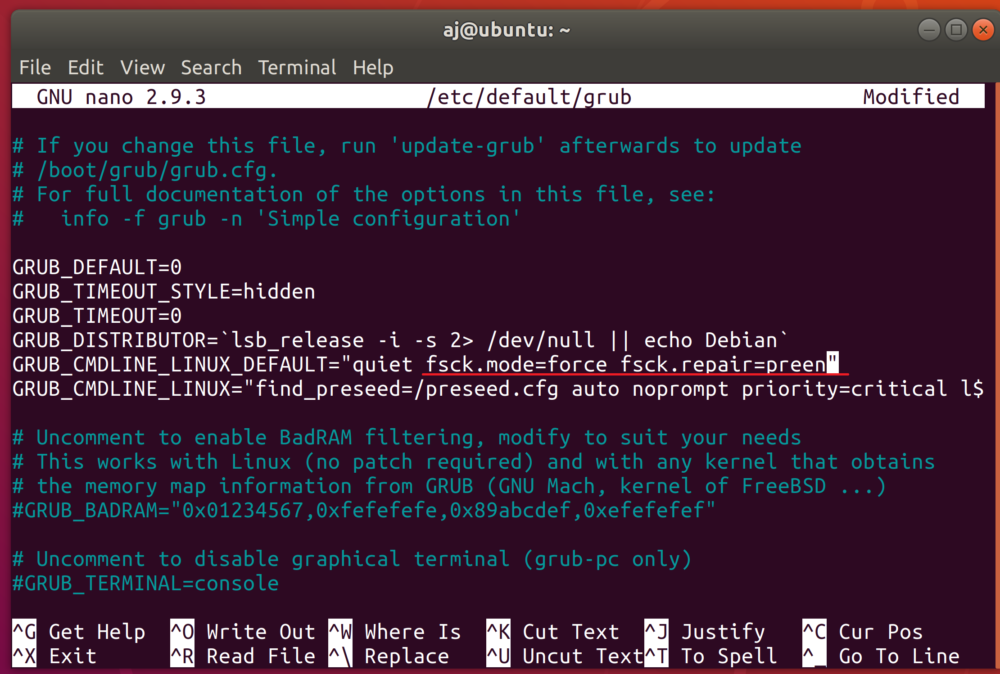 aj@ubuntu: ~
File Edit View Search Terminal Help
GNU nano 2.9.3 /etc/default/grub Modified
# If you change this file, run 'update-grub' afterwards to update
# /boot/grub/grub.cfg.
# For full documentation of the options in this file, see:
#   info -f grub -n 'Simple configuration'
GRUB_DEFAULT=0
GRUB_TIMEOUT_STYLE=hidden
GRUB_TIMEOUT=0
GRUB_DISTRIBUTOR=`lsb_release -i -s 2> /dev/null || echo Debian`
GRUB_CMDLINE_LINUX_DEFAULT="quiet fsck.mode=force fsck.repair=preen"
GRUB_CMDLINE_LINUX="find_preseed=/preseed.cfg auto noprompt priority=critical l$
# Uncomment to enable BadRAM filtering, modify to suit your needs
# This works with Linux (no patch required) and with any kernel that obtains
# the memory map information from GRUB (GNU Mach, kernel of FreeBSD ...)
#GRUB_BADRAM="0x01234567,0xfefefefe,0x89abcdef,0xefefefef"
# Uncomment to disable graphical terminal (grub-pc only)
#GRUB_TERMINAL=console
^G Get Help ^O Write Out ^W Where Is ^K Cut Text ^J Justify ^C Cur Pos
^X Exit ^R Read File ^\ Replace ^U Uncut Text ^T To Spell ^_ Go To Line